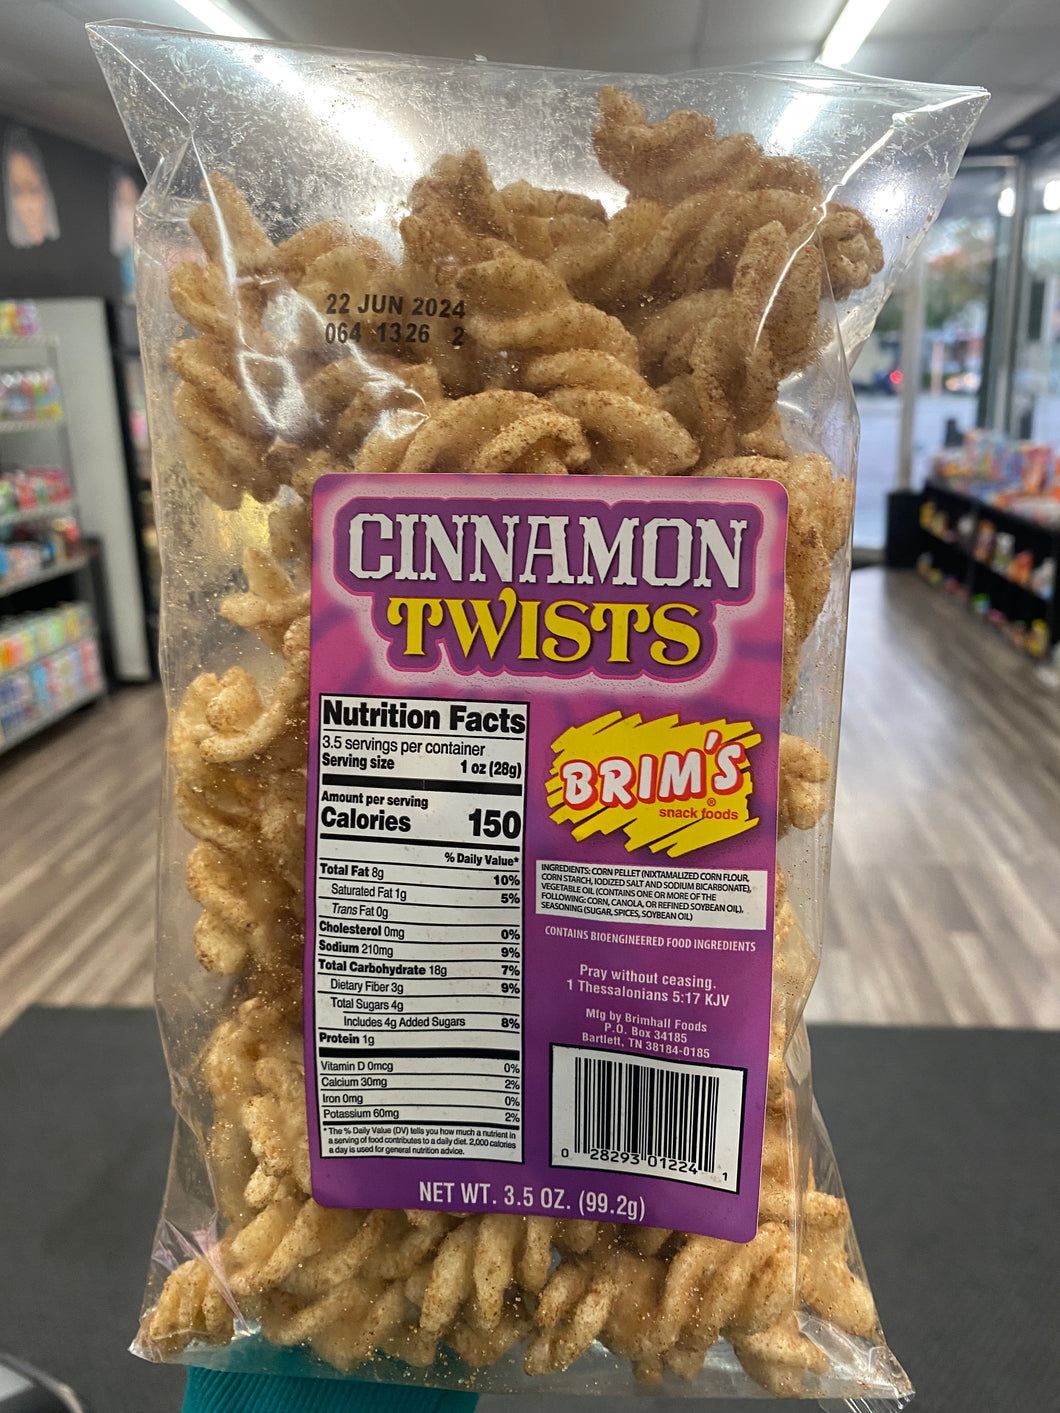 22 JUN 2024
064 1326 2
CINNAMON
TWISTS
Nutrition Facts
3.5 servings per container
Serving size 1 oz (28g)
Amount per serving
Calories 150
% Daily Value*
Total Fat 8g 10%
Saturated Fat 1g 5%
Trans Fat 0g
Cholesterol 0mg 0%
Sodium 210mg 9%
Total Carbohydrate 18g 7%
Dietary Fiber 3g 9%
Total Sugars 4g
Includes 4g Added Sugars 8%
Protein 1g
Vitamin D 0mcg 0%
Calcium 30mg 2%
Iron 0mg 0%
Potassium 60mg 2%
* The % Daily Value (DV) tells you how much a nutrient in
a serving of food contributes to a daily diet. 2,000 calories
a day is used for general nutrition advice.
BRIM'S®
snack foods
INGREDIENTS: CORN PELLET (NIXTAMALIZED CORN FLOUR,
CORN STARCH, IODIZED SALT AND SODIUM BICARBONATE),
VEGETABLE OIL (CONTAINS ONE OR MORE OF THE
FOLLOWING: CORN, CANOLA, OR REFINED SOYBEAN OIL),
SEASONING (SUGAR, SPICES, SOYBEAN OIL)
CONTAINS BIOENGINEERED FOOD INGREDIENTS
Pray without ceasing.
1 Thessalonians 5:17 KJV
Mfg by Brimhall Foods
P.O. Box 34185
Bartlett, TN 38184-0185
0 28293 01224 1
NET WT. 3.5 OZ. (99.2g)